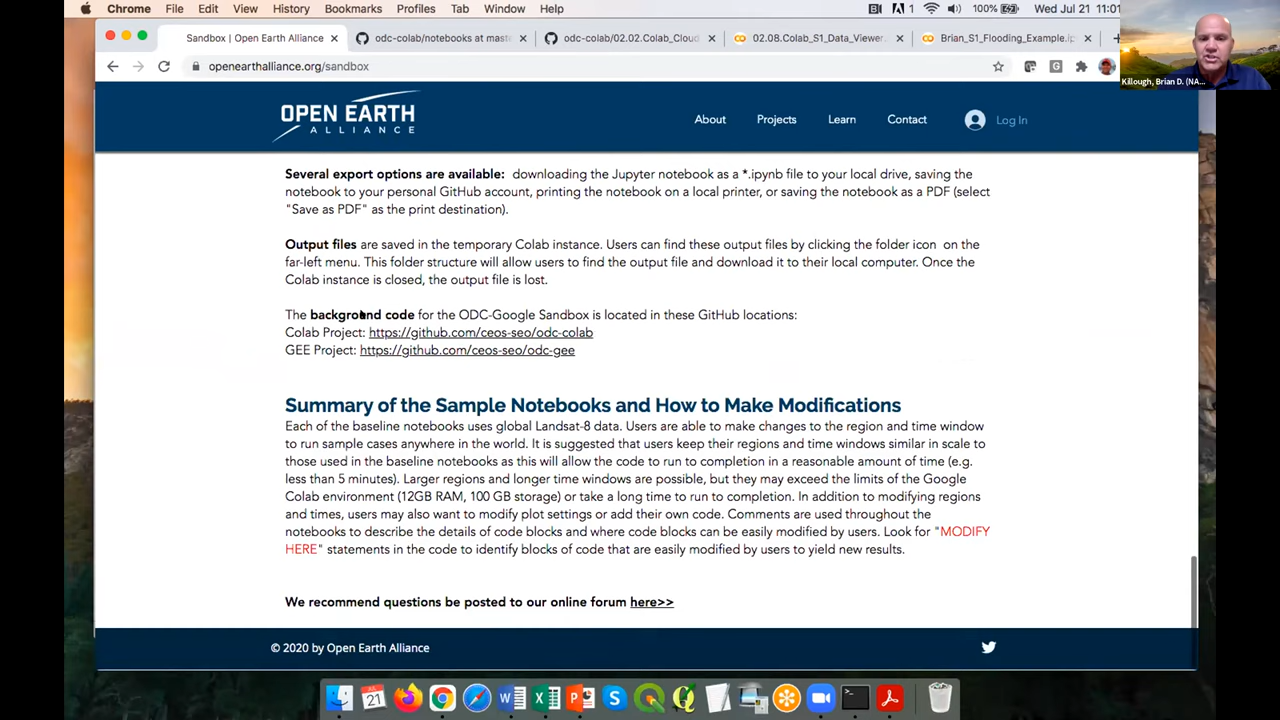 Chrome File Edit View History Bookmarks Profiles Tab Window Help 1 100% Wed Jul 21 11:01
Sandbox | Open Earth Alliance
odc-colab/notebooks at mast
odc-colab/02.02.Colab_Cloud
02.08.Colab_S1_Data_Viewer.
Brian_S1_Flooding_Example.ip
openearthalliance.org/sandbox
Killough, Brian D. (NA...
OPEN EARTH
ALLIANCE
About Projects Learn Contact Log In
Several export options are available: downloading the Jupyter notebook as a *.ipynb file to your local drive, saving the
notebook to your personal GitHub account, printing the notebook on a local printer, or saving the notebook as a PDF (select
"Save as PDF" as the print destination).
Output files are saved in the temporary Colab instance. Users can find these output files by clicking the folder icon on the
far-left menu. This folder structure will allow users to find the output file and download it to their local computer. Once the
Colab instance is closed, the output file is lost.
The background code for the ODC-Google Sandbox is located in these GitHub locations:
Colab Project: https://github.com/ceos-seo/odc-colab
GEE Project: https://github.com/ceos-seo/odc-gee
Summary of the Sample Notebooks and How to Make Modifications
Each of the baseline notebooks uses global Landsat-8 data. Users are able to make changes to the region and time window
to run sample cases anywhere in the world. It is suggested that users keep their regions and time windows similar in scale to
those used in the baseline notebooks as this will allow the code to run to completion in a reasonable amount of time (e.g.
less than 5 minutes). Larger regions and longer time windows are possible, but they may exceed the limits of the Google
Colab environment (12GB RAM, 100 GB storage) or take a long time to run to completion. In addition to modifying regions
and times, users may also want to modify plot settings or add their own code. Comments are used throughout the
notebooks to describe the details of code blocks and where code blocks can be easily modified by users. Look for "MODIFY
HERE" statements in the code to identify blocks of code that are easily modified by users to yield new results.
We recommend questions be posted to our online forum here>>
© 2020 by Open Earth Alliance